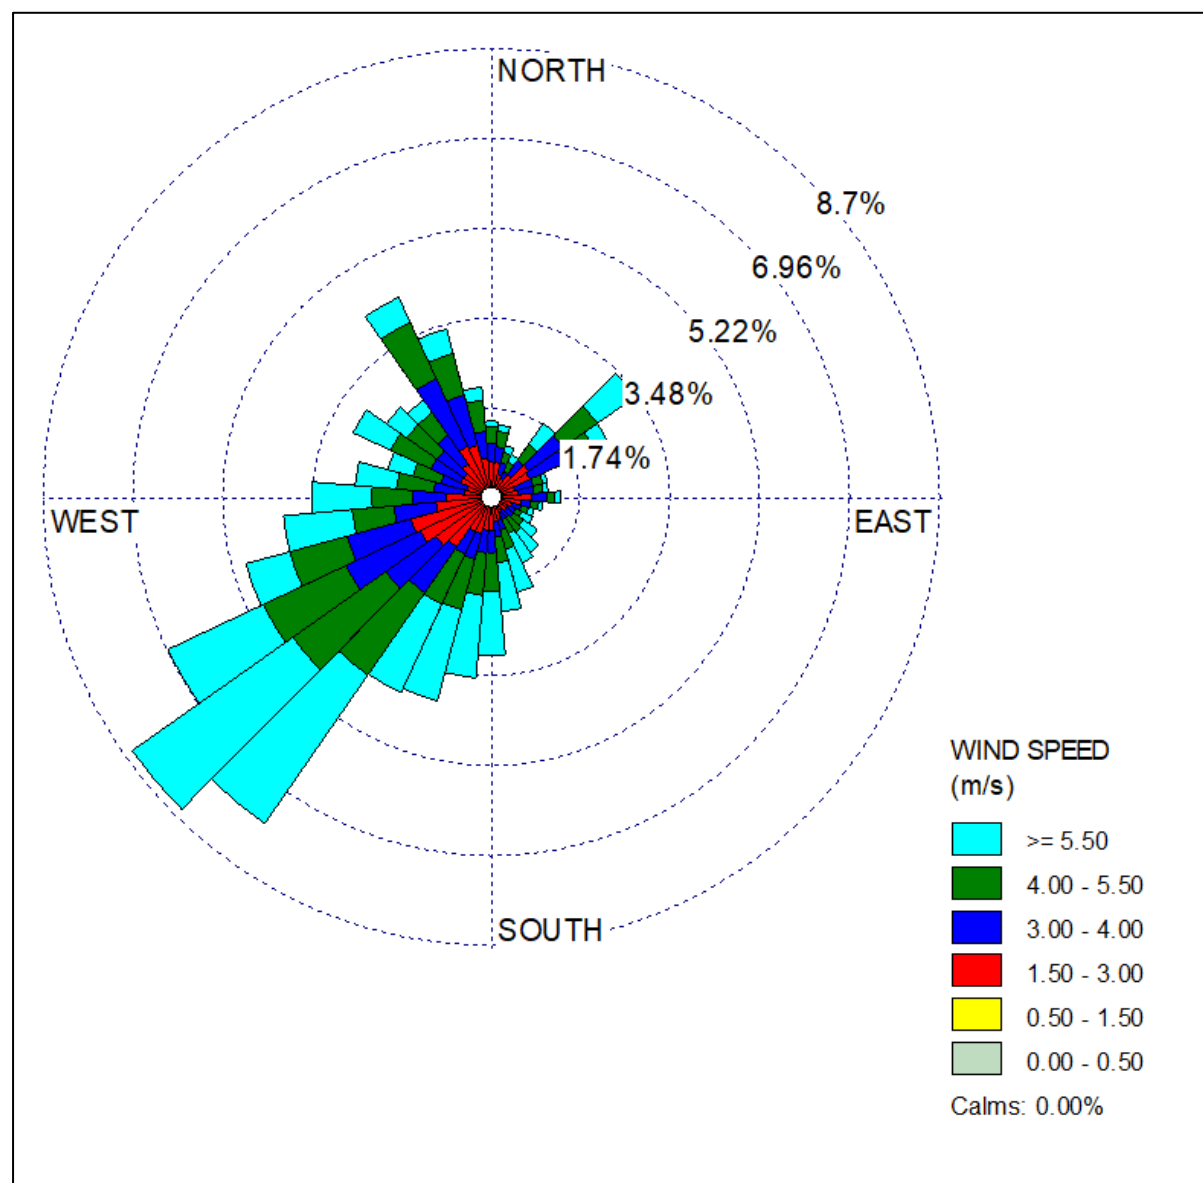 NORTH
8.7%
6.96%
5.22%
3.48%
1.74%
WEST
EAST
SOUTH
WIND SPEED
(m/s)
>= 5.50
4.00 - 5.50
3.00 - 4.00
1.50 - 3.00
0.50 - 1.50
0.00 - 0.50
Calms: 0.00%